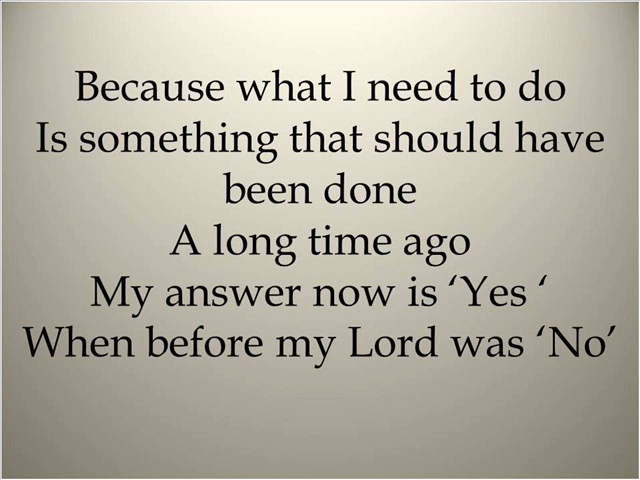 Because what I need to do
Is something that should have
been done
A long time ago
My answer now is ‘Yes ‘
When before my Lord was ‘No’